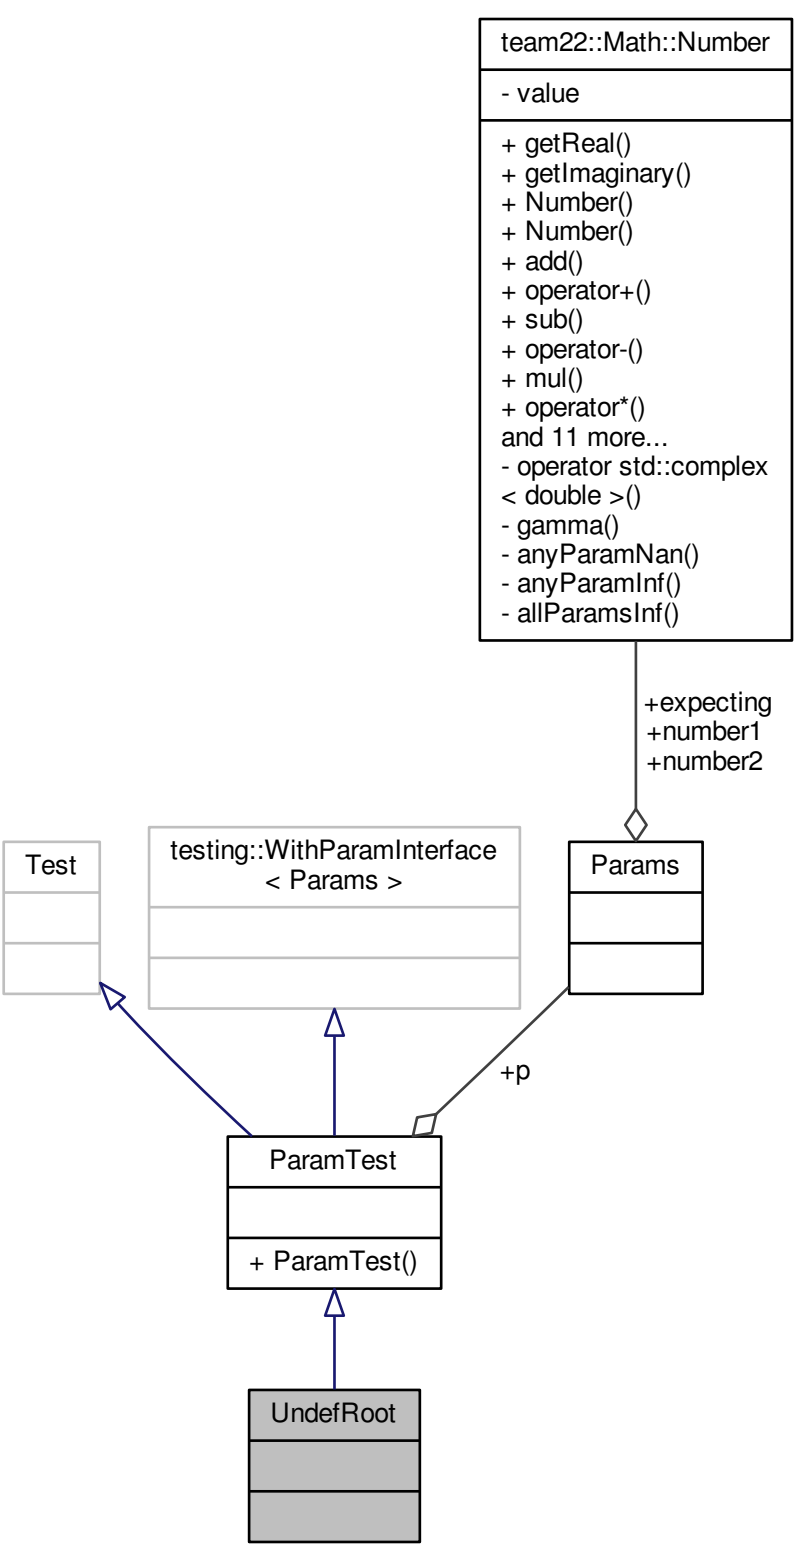 team22::Math::Number
- value
+ getReal()
+ getImaginary()
+ Number()
+ Number()
+ add()
+ operator+()
+ sub()
+ operator-()
+ mul()
+ operator*()
and 11 more...
- operator std::complex
< double >()
- gamma()
- anyParamNan()
- anyParamInf()
- allParamsInf()
+expecting
+number1
+number2
Test
testing::WithParamInterface
< Params >
Params
+p
ParamTest
+ ParamTest()
UndefRoot